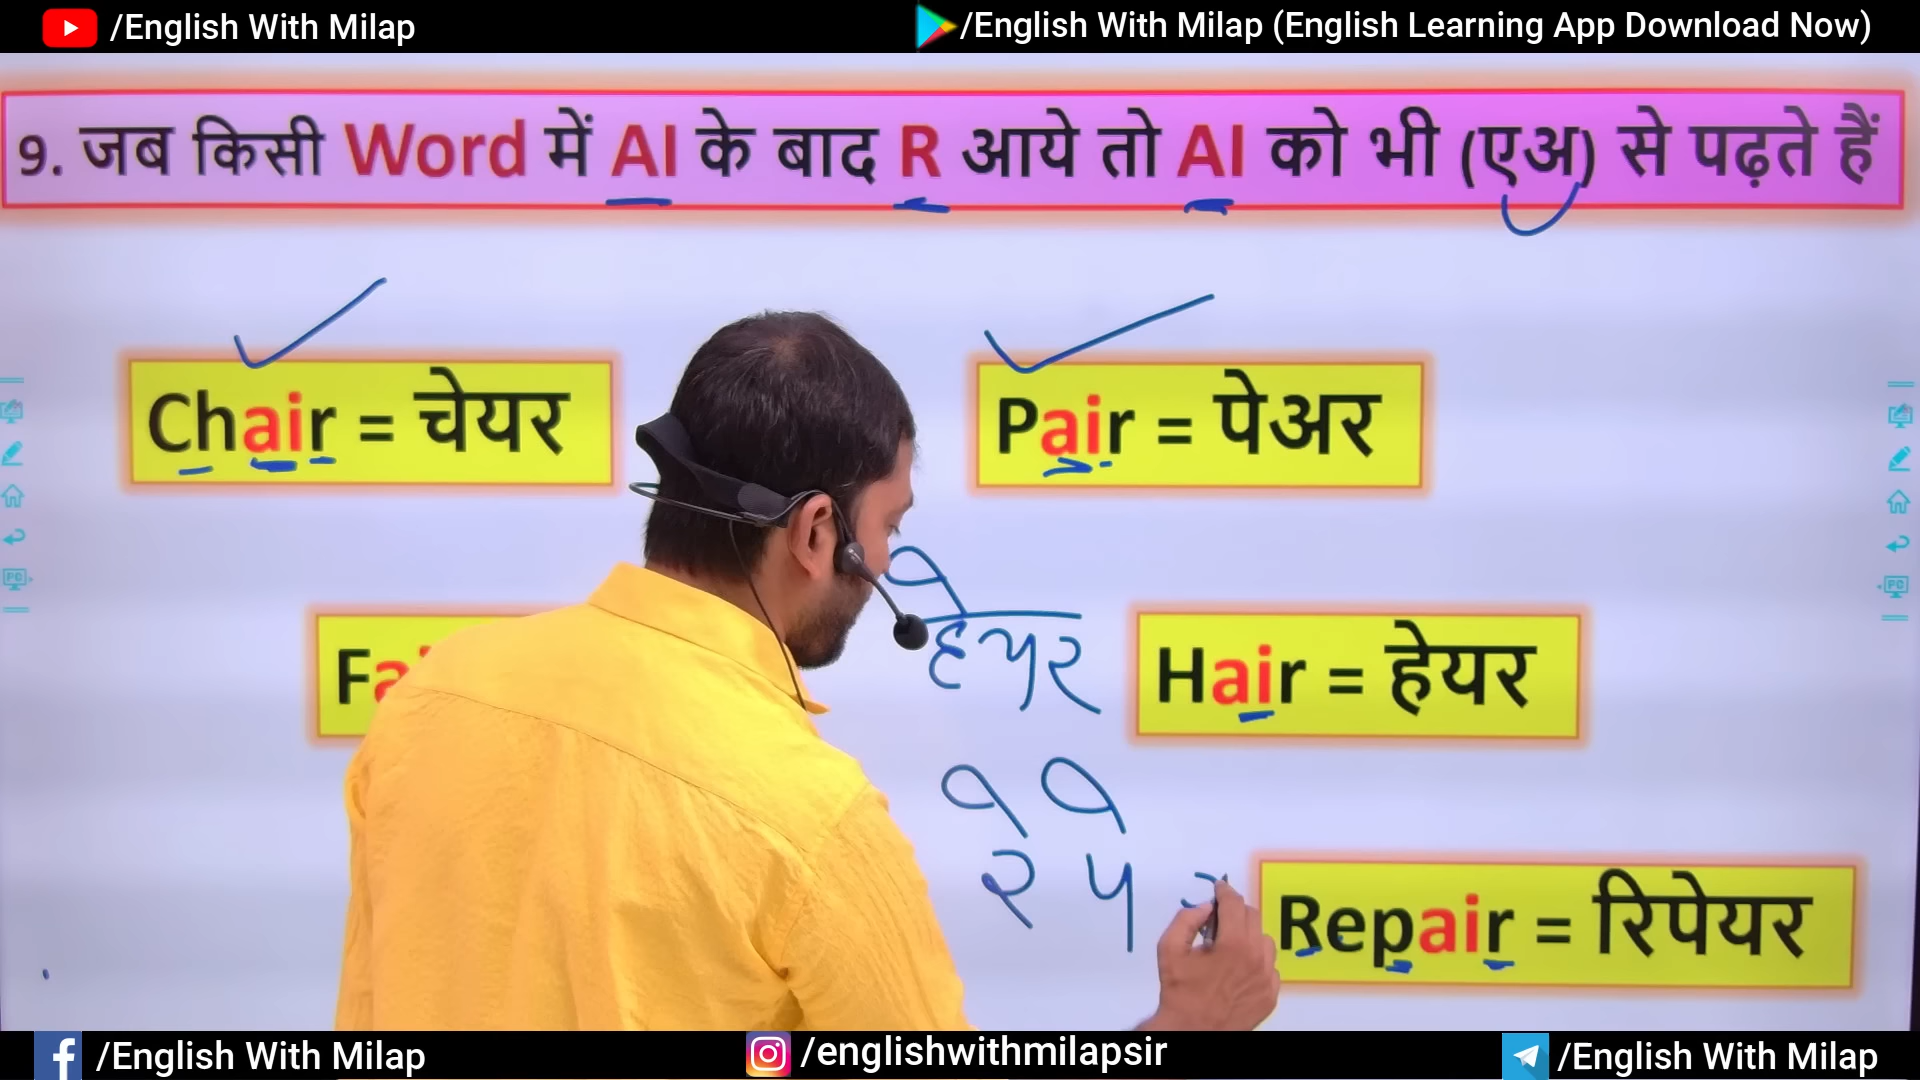 /English With Milap
/English With Milap (English Learning App Download Now)
9. जब किसी Word में AI के बाद R आये तो AI को भी (एअ) से पढ़ते हैं
Chair = चेयर
Pair = पेअर
हेयर
Hair = हेयर
Repair = रिपेयर
/English With Milap
/englishwithmilapsir
/English With Milap